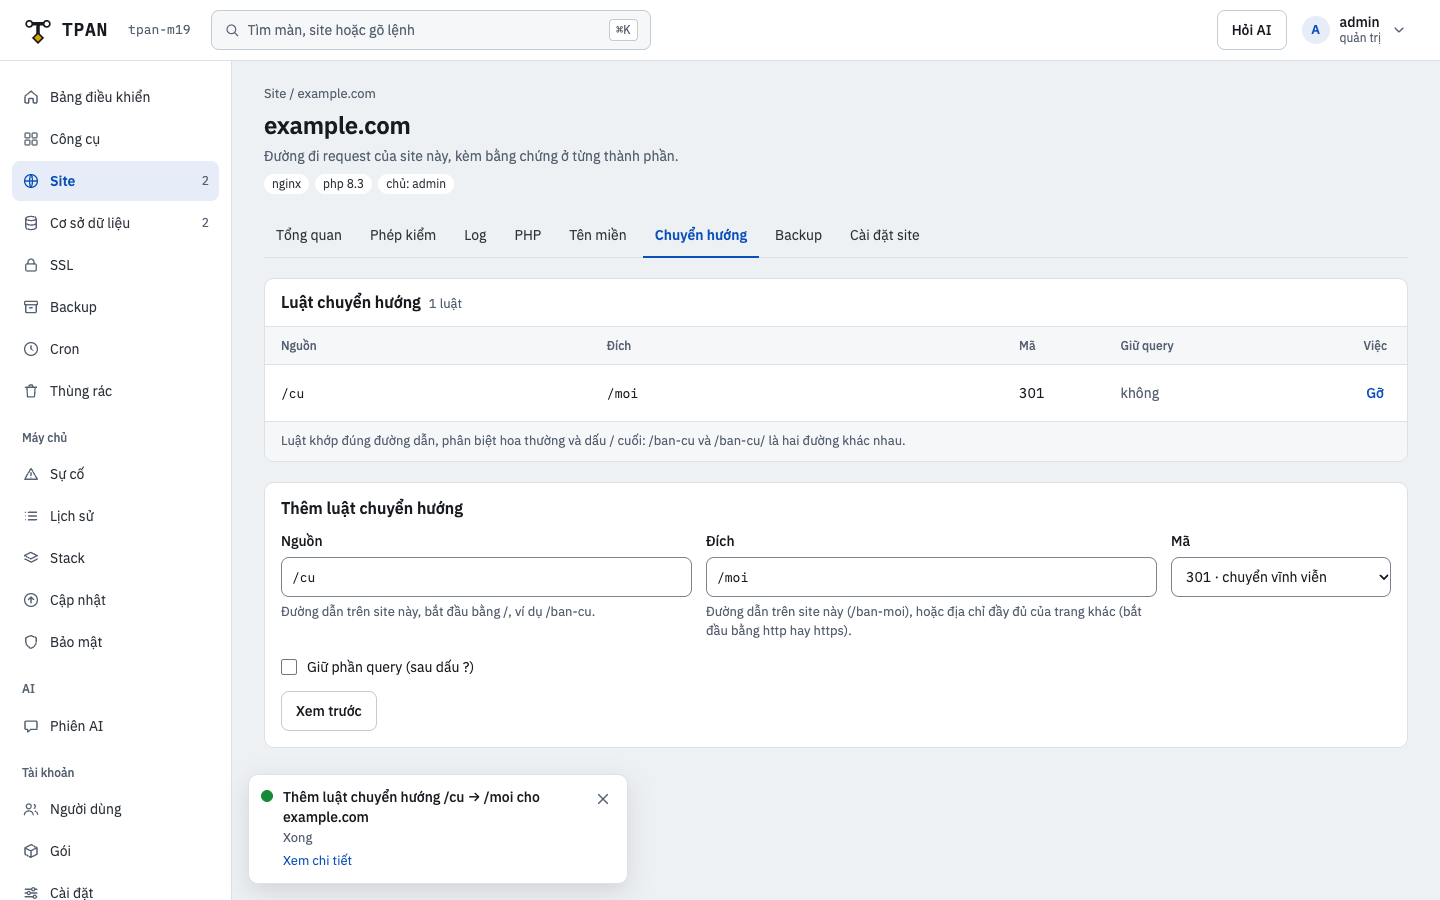 TPAN
tpan-m19
Tìm màn, site hoặc gõ lệnh
⌘K
Hỏi AI
A
admin
quản trị
Bảng điều khiển
Công cụ
Site 2
Cơ sở dữ liệu 2
SSL
Backup
Cron
Thùng rác
Máy chủ
Sự cố
Lịch sử
Stack
Cập nhật
Bảo mật
AI
Phiên AI
Tài khoản
Người dùng
Gói
Cài đặt
Site / example.com
example.com
Đường đi request của site này, kèm bằng chứng ở từng thành phần.
nginx php 8.3 chủ: admin
Tổng quan Phép kiểm Log PHP Tên miền Chuyển hướng Backup Cài đặt site
Luật chuyển hướng 1 luật
Nguồn Đích Mã Giữ query Việc
/cu /moi 301 không Gỡ
Luật khớp đúng đường dẫn, phân biệt hoa thường và dấu / cuối: /ban-cu và /ban-cu/ là hai đường khác nhau.
Thêm luật chuyển hướng
Nguồn Đích Mã
/cu /moi 301 · chuyển vĩnh viễn
Đường dẫn trên site này, bắt đầu bằng /, ví dụ /ban-cu.
Đường dẫn trên site này (/ban-moi), hoặc địa chỉ đầy đủ của trang khác (bắt
đầu bằng http hay https).
Giữ phần query (sau dấu ?)
Xem trước
Thêm luật chuyển hướng /cu → /moi cho
example.com
Xong
Xem chi tiết